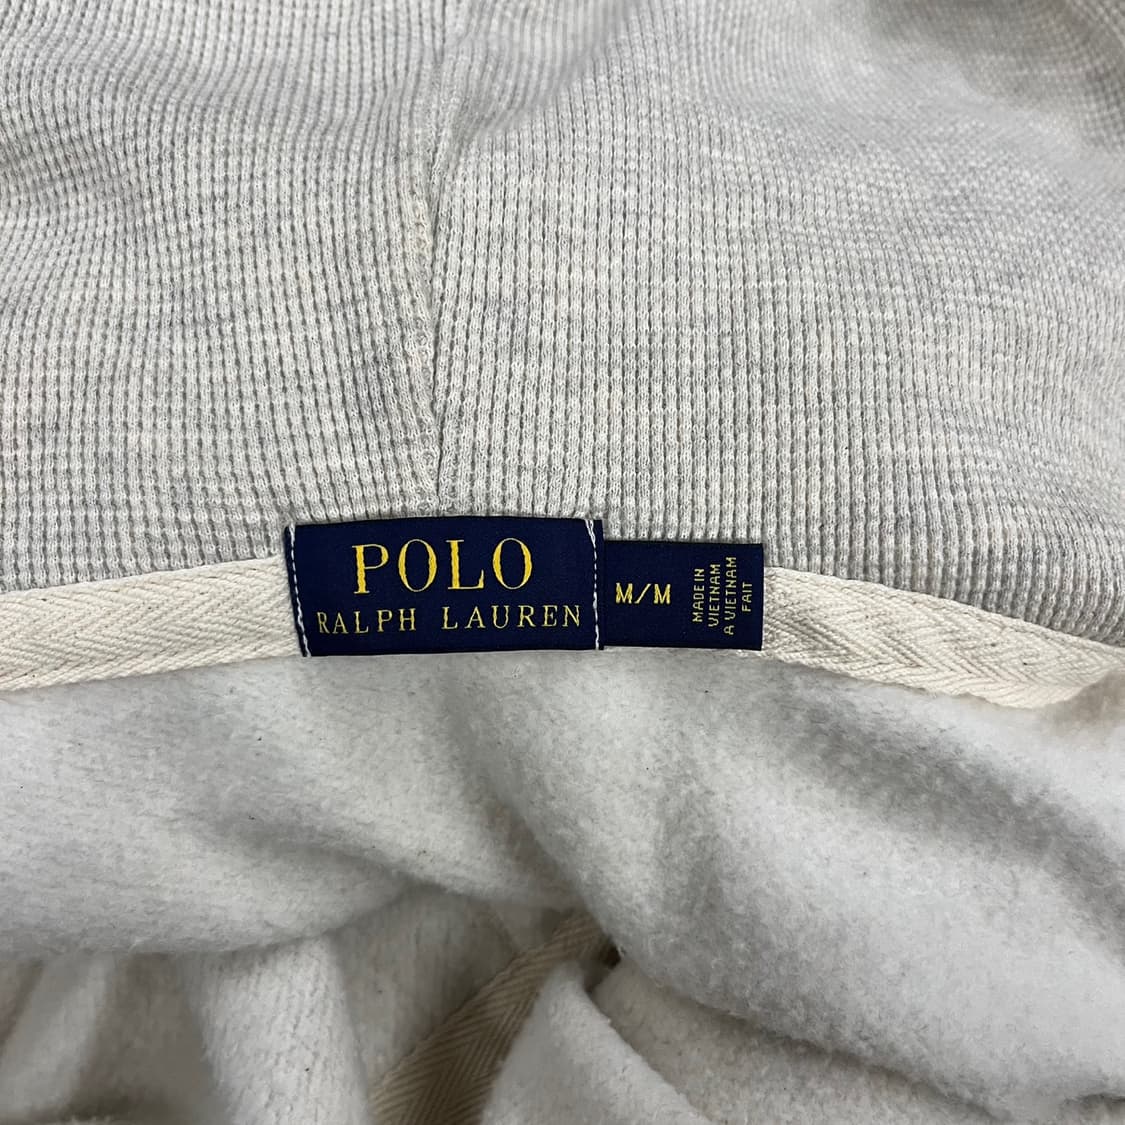 POLO
RALPH LAUREN
M/M
MADE IN
VIETNAM
A VIETNAM
FAIT